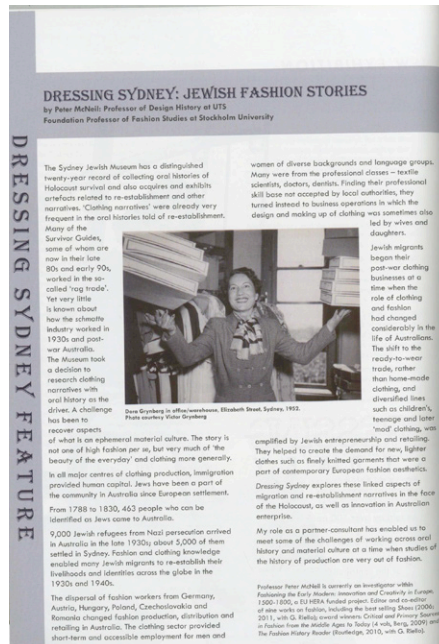 DRESSING SYDNEY: JEWISH FASHION STORIES
by Peter McNeil: Professor of Design History at UTS
Foundation Professor of Fashion Studies at Stockholm University
DRESSING SYDNEY FEATURE
The Sydney Jewish Museum has a distinguished
twenty-year record of collecting oral histories of
Holocaust survival and also acquires and exhibits
artefacts related to re-establishment and other
narratives. 'Clothing narratives' were already very
frequent in the oral histories told of re-establishment.
Many of the
Survivor Guides,
some of whom are
now in their late
80s and early 90s,
worked in the so-
called 'rag trade'.
Yet very little
is known about
how the schmatte
industry worked in
1930s and post-
war Australia.
The Museum took
a decision to
research clothing
narratives with
oral history as the
driver. A challenge
has been to
recover aspects
of what is an ephemeral material culture. The story is
not one of high fashion per se, but very much of 'the
beauty of the everyday' and clothing more generally.
In all major centres of clothing production, immigration
provided human capital. Jews have been a part of
the community in Australia since European settlement.
From 1788 to 1830, 463 people who can be
identified as Jews came to Australia.
9,000 Jewish refugees from Nazi persecution arrived
in Australia in the late 1930s; about 5,000 of them
settled in Sydney. Fashion and clothing knowledge
enabled many Jewish migrants to re-establish their
livelihoods and identities across the globe in the
1930s and 1940s.
The dispersal of fashion workers from Germany,
Austria, Hungary, Poland, Czechoslovakia and
Romania changed fashion production, distribution and
retailing in Australia. The clothing sector provided
short-term and accessible employment for men and
women of diverse backgrounds and language groups.
Many were from the professional classes – textile
scientists, doctors, dentists. Finding their professional
skill base not accepted by local authorities, they
turned instead to business operations in which the
design and making up of clothing was sometimes also
led by wives and
daughters.
Jewish migrants
began their
post-war clothing
businesses at a
time when the
role of clothing
and fashion
had changed
considerably in the
life of Australians.
The shift to the
ready-to-wear
trade, rather
than home-made
clothing, and
diversified lines
such as children's,
teenage and later
'mod' clothing, was
exemplified by Jewish entrepreneurship and retailing.
They helped to create the demand for new, lighter
clothes such as finely knitted garments that were a
part of contemporary European fashion aesthetics.
Dressing Sydney explores these linked aspects of
migration and re-establishment narratives in the face
of the Holocaust, as well as innovation in Australian
enterprise.
My role as a partner-consultant has enabled us to
meet some of the challenges of working across oral
history and material culture at a time when studies of
the history of production are very out of fashion.
Dora Grynberg in office/warehouse, Elizabeth Street, Sydney, 1952.
Photo courtesy Victor Grynberg
Professor Peter McNeil is currently an investigator within
Fashioning the Early Modern: Innovation and Creativity in Europe,
1500-1800, a EU HERA funded project. Editor and co-editor
of nine works on fashion, including the best selling Shoes (2006;
2011, with G. Riello); award winners Critical and Primary Sources
in Fashion from the Middle Ages to Today (4 vols, Berg, 2009) and
The Fashion History Reader (Routledge, 2010, with G. Riello).